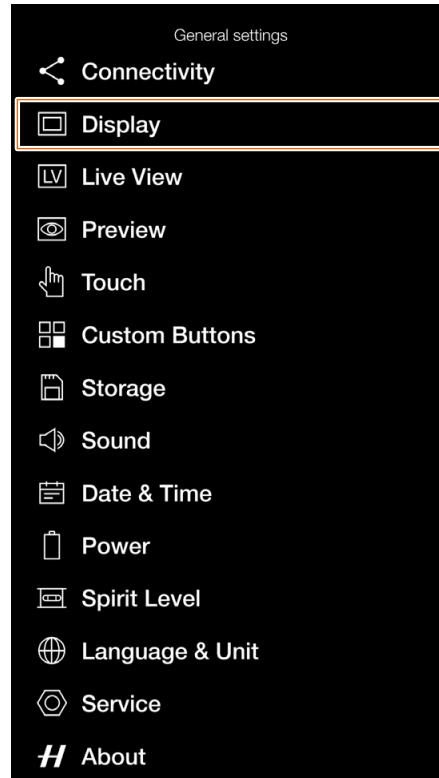 General settings
Connectivity
Display
LV Live View
Preview
Touch
Custom Buttons
Storage
Sound
Date & Time
Power
Spirit Level
Language & Unit
Service
H About